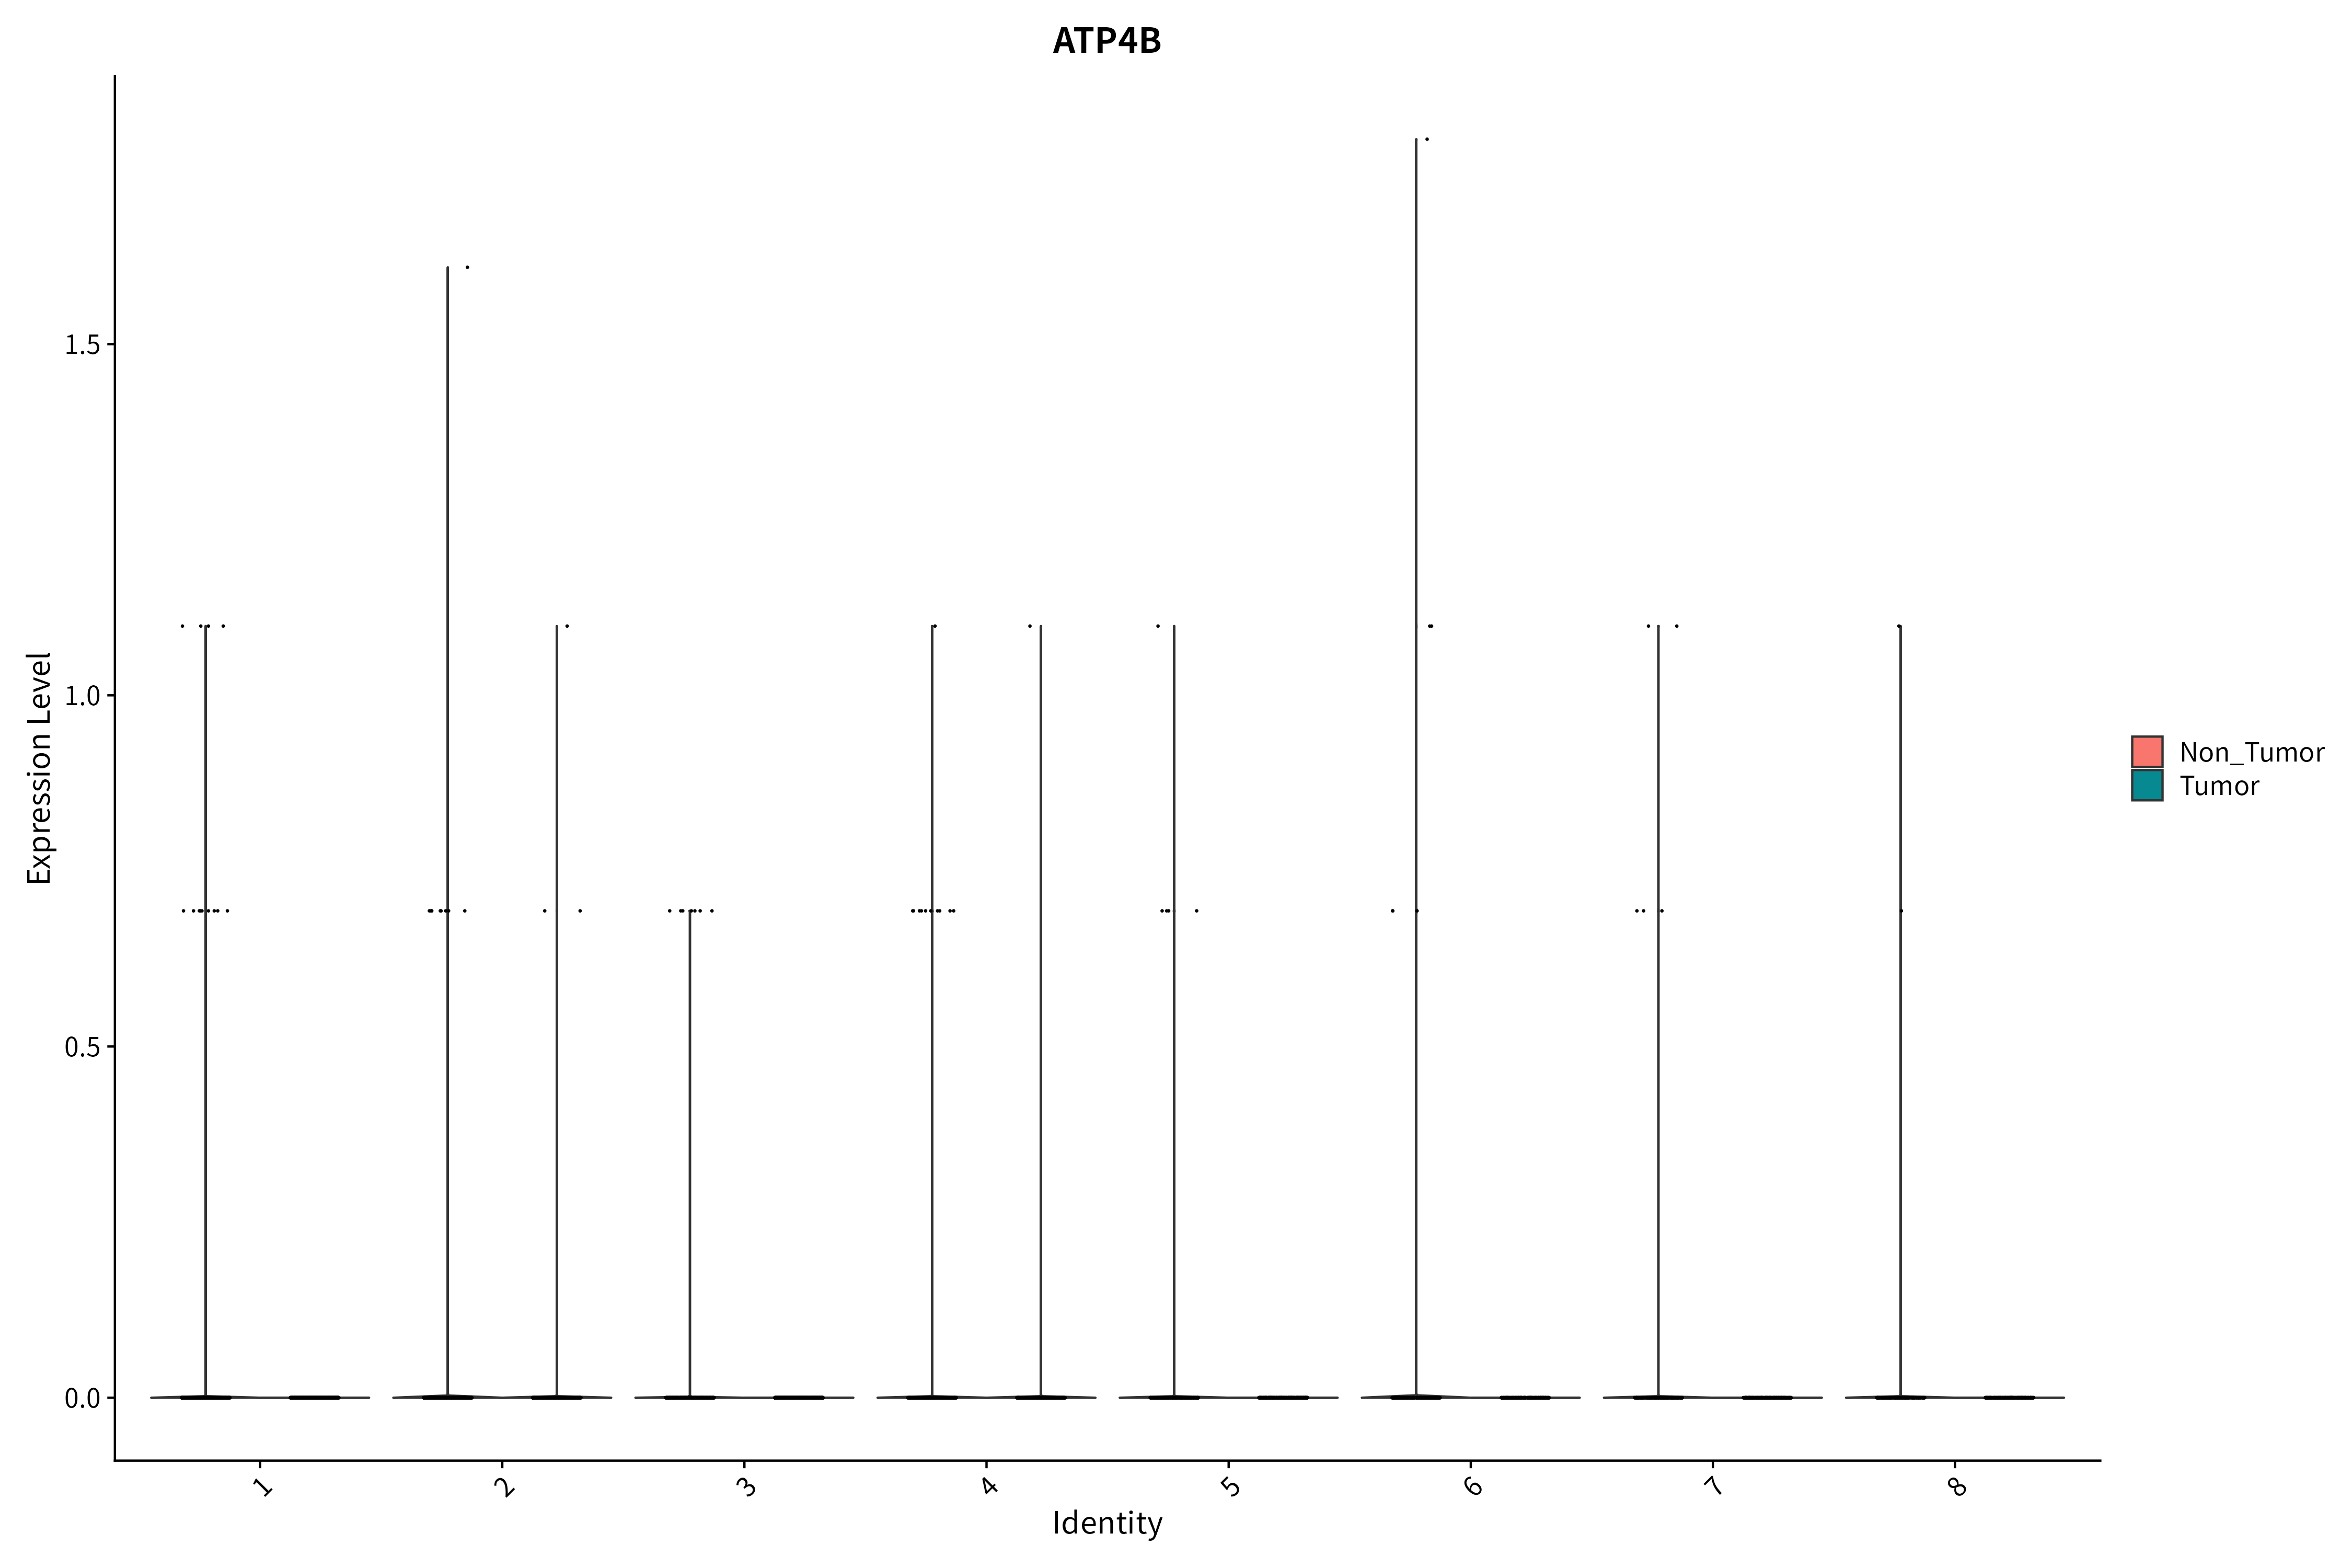 ATP4B
Expression Level
1.5
1.0
0.5
0.0
1
2
3
4
5
6
7
8
Identity
Non_Tumor
Tumor